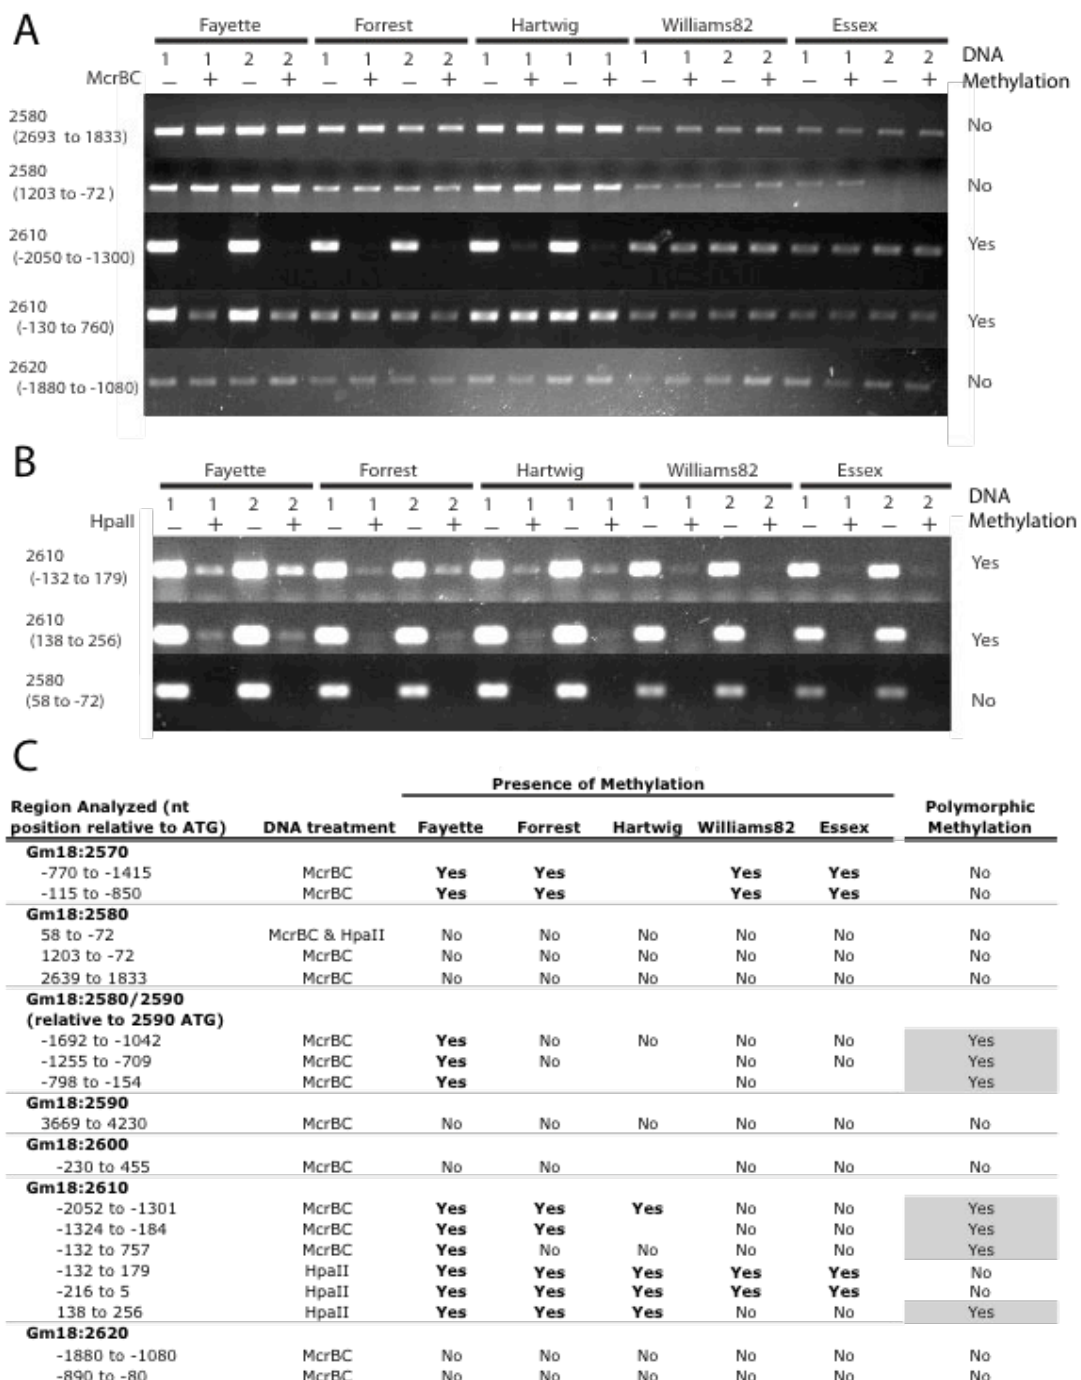 A
Fayette Forrest Hartwig Williams82 Essex
1 1 2 2 1 1 2 2 1 1 1 1 1 1 2 2 1 1 2 2 DNA
McrBC – + – + – + – + – + – + – + – + – + – + Methylation
2580
(2693 to 1833) No
2580
(1203 to -72 ) No
2610
(-2050 to -1300) Yes
2610
(-130 to 760) Yes
2620
(-1880 to -1080) No
B
Fayette Forrest Hartwig Williams82 Essex
1 1 2 2 1 1 2 2 1 1 1 1 1 1 2 2 1 1 2 2 DNA
HpaII – + – + – + – + – + – + – + – + – + – + Methylation
2610
(-132 to 179) Yes
2610
(138 to 256) Yes
2580
(58 to -72) No
C
Presence of Methylation
Region Analyzed (nt Polymorphic
position relative to ATG) DNA treatment Fayette Forrest Hartwig Williams82 Essex Methylation
Gm18:2570
-770 to -1415 McrBC Yes Yes Yes Yes No
-115 to -850 McrBC Yes Yes Yes Yes No
Gm18:2580
58 to -72 McrBC & HpaII No No No No No No
1203 to -72 McrBC No No No No No No
2639 to 1833 McrBC No No No No No No
Gm18:2580/2590
(relative to 2590 ATG)
-1692 to -1042 McrBC Yes No No No No Yes
-1255 to -709 McrBC Yes No No No Yes
-798 to -154 McrBC Yes No Yes
Gm18:2590
3669 to 4230 McrBC No No No No No No
Gm18:2600
-230 to 455 McrBC No No No No No
Gm18:2610
-2052 to -1301 McrBC Yes Yes Yes No No Yes
-1324 to -184 McrBC Yes Yes No No Yes
-132 to 757 McrBC Yes No No No No Yes
-132 to 179 HpaII Yes Yes Yes Yes Yes No
-216 to 5 HpaII Yes Yes Yes Yes Yes No
138 to 256 HpaII Yes Yes Yes No No Yes
Gm18:2620
-1880 to -1080 McrBC No No No No No No
-890 to -80 McrBC No No No No No No